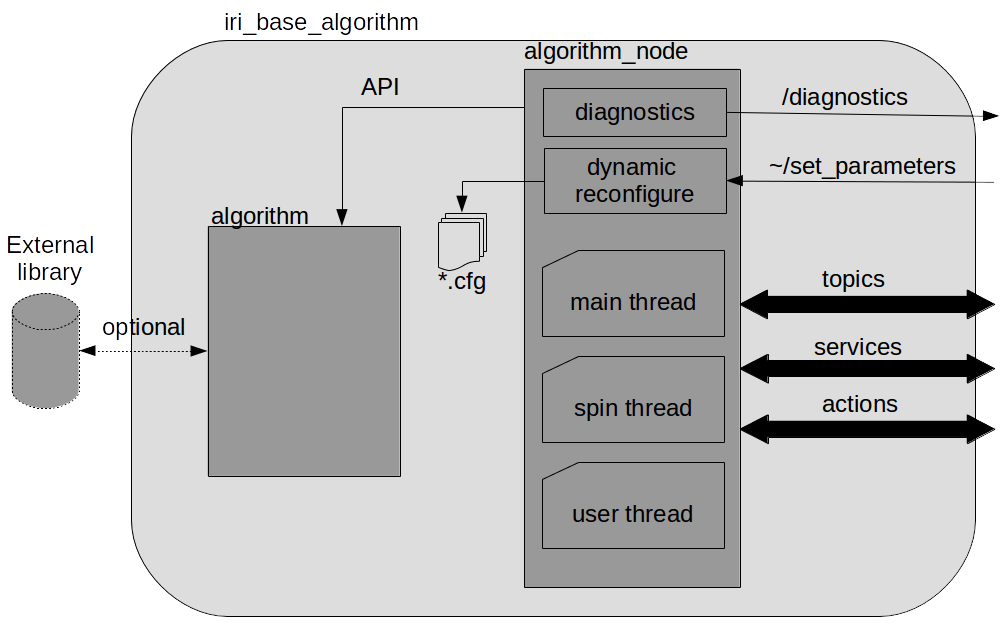 iri_base_algorithm
algorithm_node
API
diagnostics
/diagnostics
dynamic
reconfigure
~/set_parameters
algorithm
External
library
*.cfg
optional
main thread
topics
services
spin thread
actions
user thread